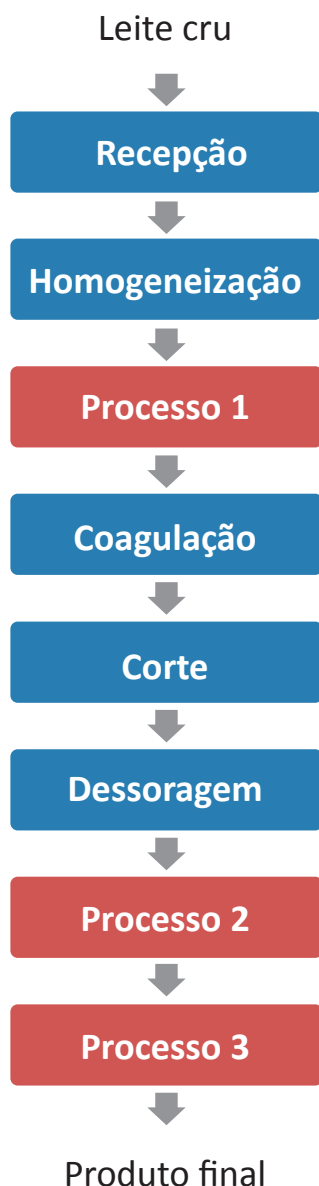 Leite cru
Recepção
Homogeneização
Processo 1
Coagulação
Corte
Dessoragem
Processo 2
Processo 3
Produto final